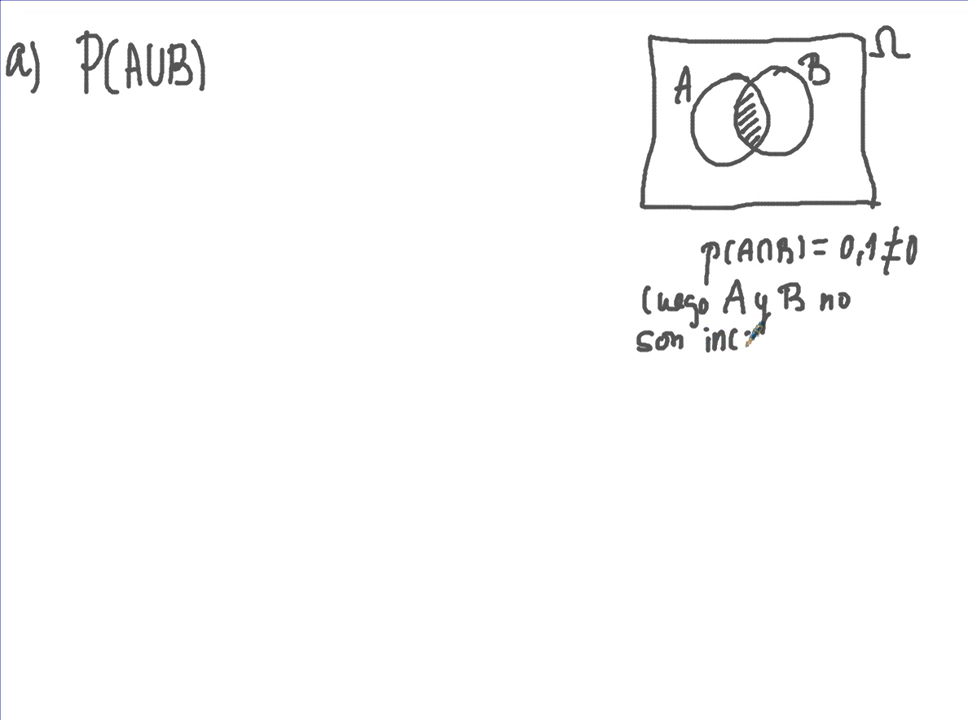 a) P(A∪B)
Ω
A
B
p(A∩B) = 0,1 ≠ 0
luego A y B no
son inc